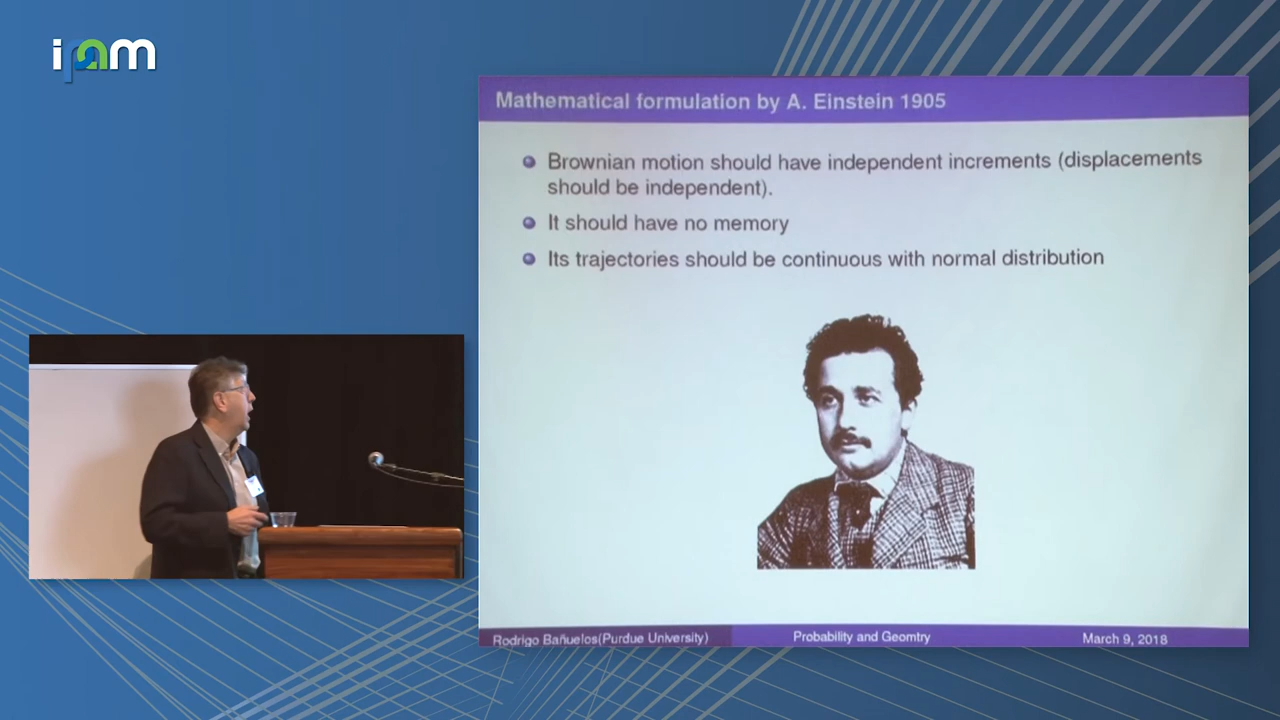 ipam
Mathematical formulation by A. Einstein 1905
Brownian motion should have independent increments (displacements
should be independent).
It should have no memory
Its trajectories should be continuous with normal distribution
Rodrigo Bañuelos(Purdue University)
Probability and Geomtry
March 9, 2018